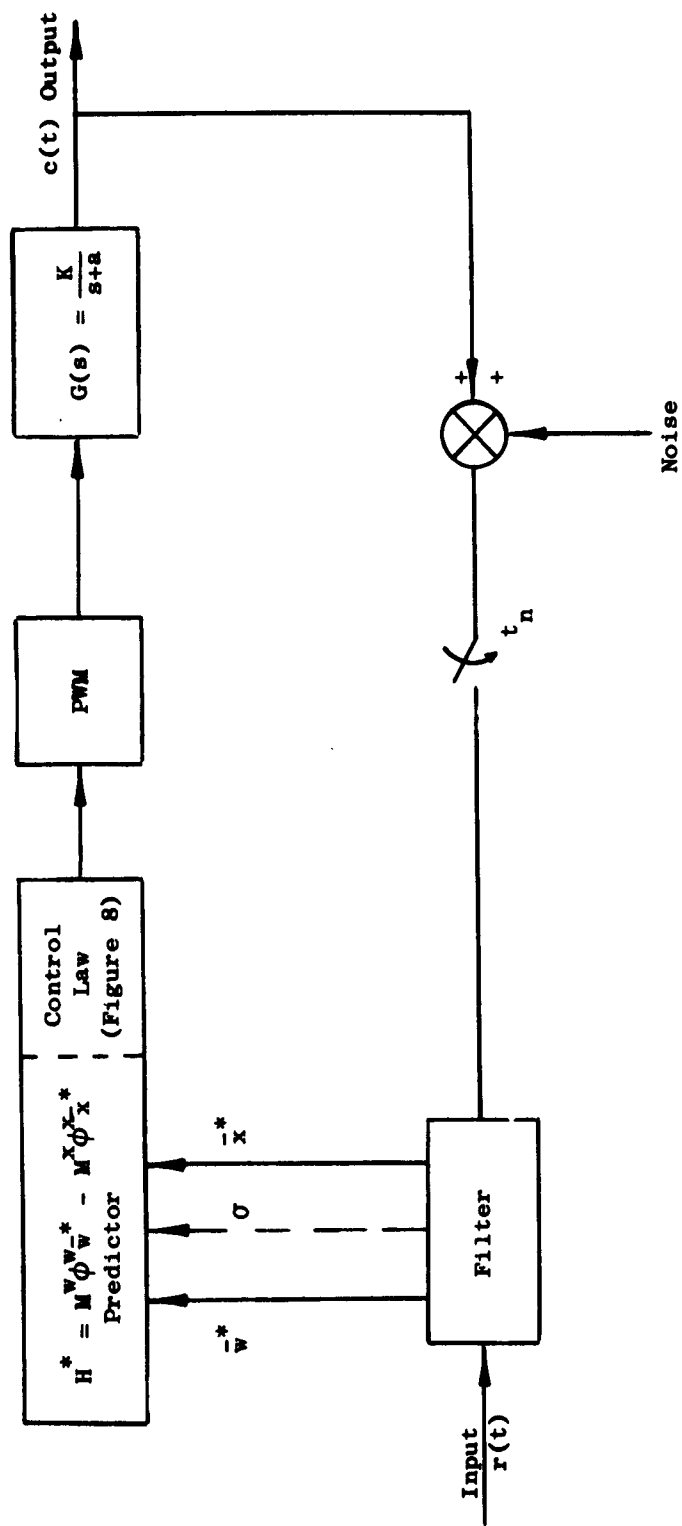 c(t) Output
G(s) = K
s+a
PWM
Control
Law
(Figure 8)
H* = M^w ϕ^w w̄* - M^x ϕ^x x̄*
Predictor
w̄*
σ
x̄*
Filter
Input
r(t)
t_n
+
+
Noise